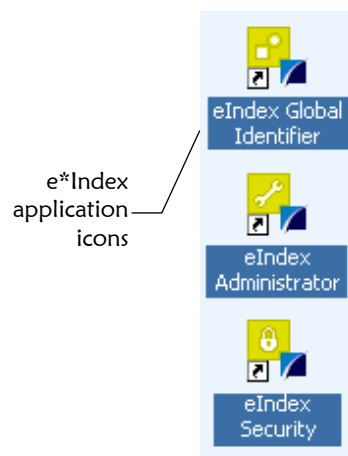 eIndex Global
Identifier
e*Index
application
icons
eIndex
Administrator
eIndex
Security